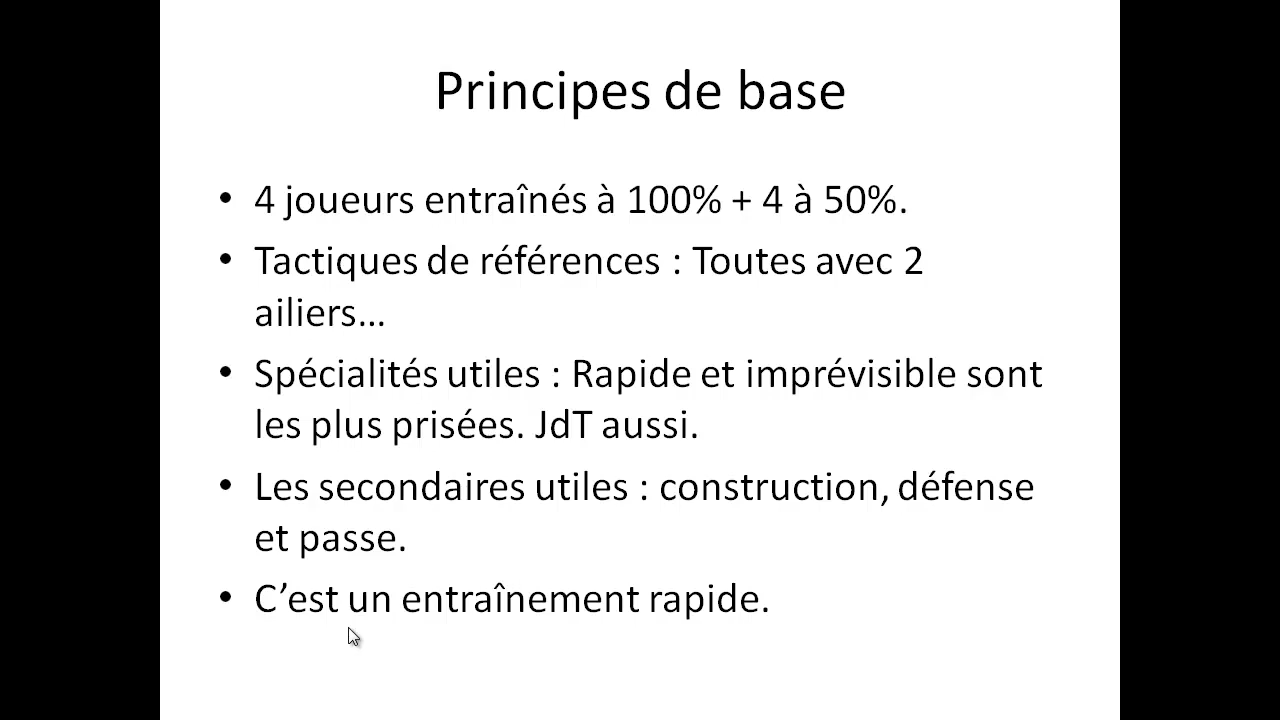 Principes de base
• 4 joueurs entraînés à 100% + 4 à 50%.
• Tactiques de références : Toutes avec 2
ailiers…
• Spécialités utiles : Rapide et imprévisible sont
les plus prisées. JdT aussi.
• Les secondaires utiles : construction, défense
et passe.
• C’est un entraînement rapide.